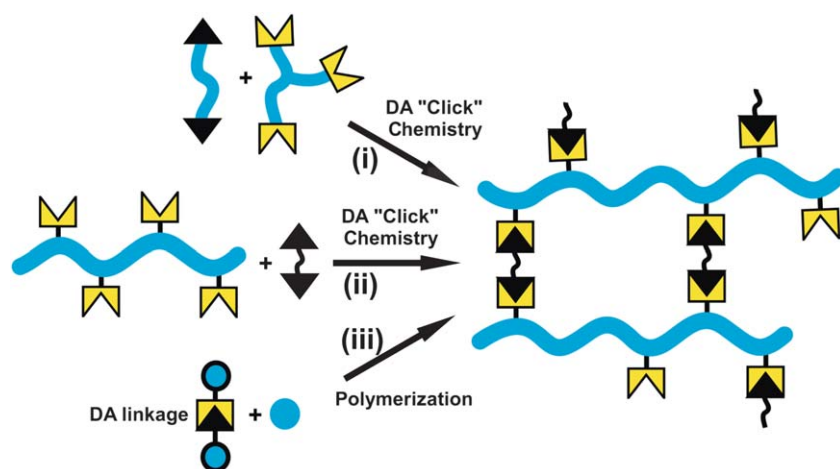 +
DA "Click"
Chemistry
(i)
+
DA "Click"
Chemistry
(ii)
(iii)
DA linkage
+
Polymerization